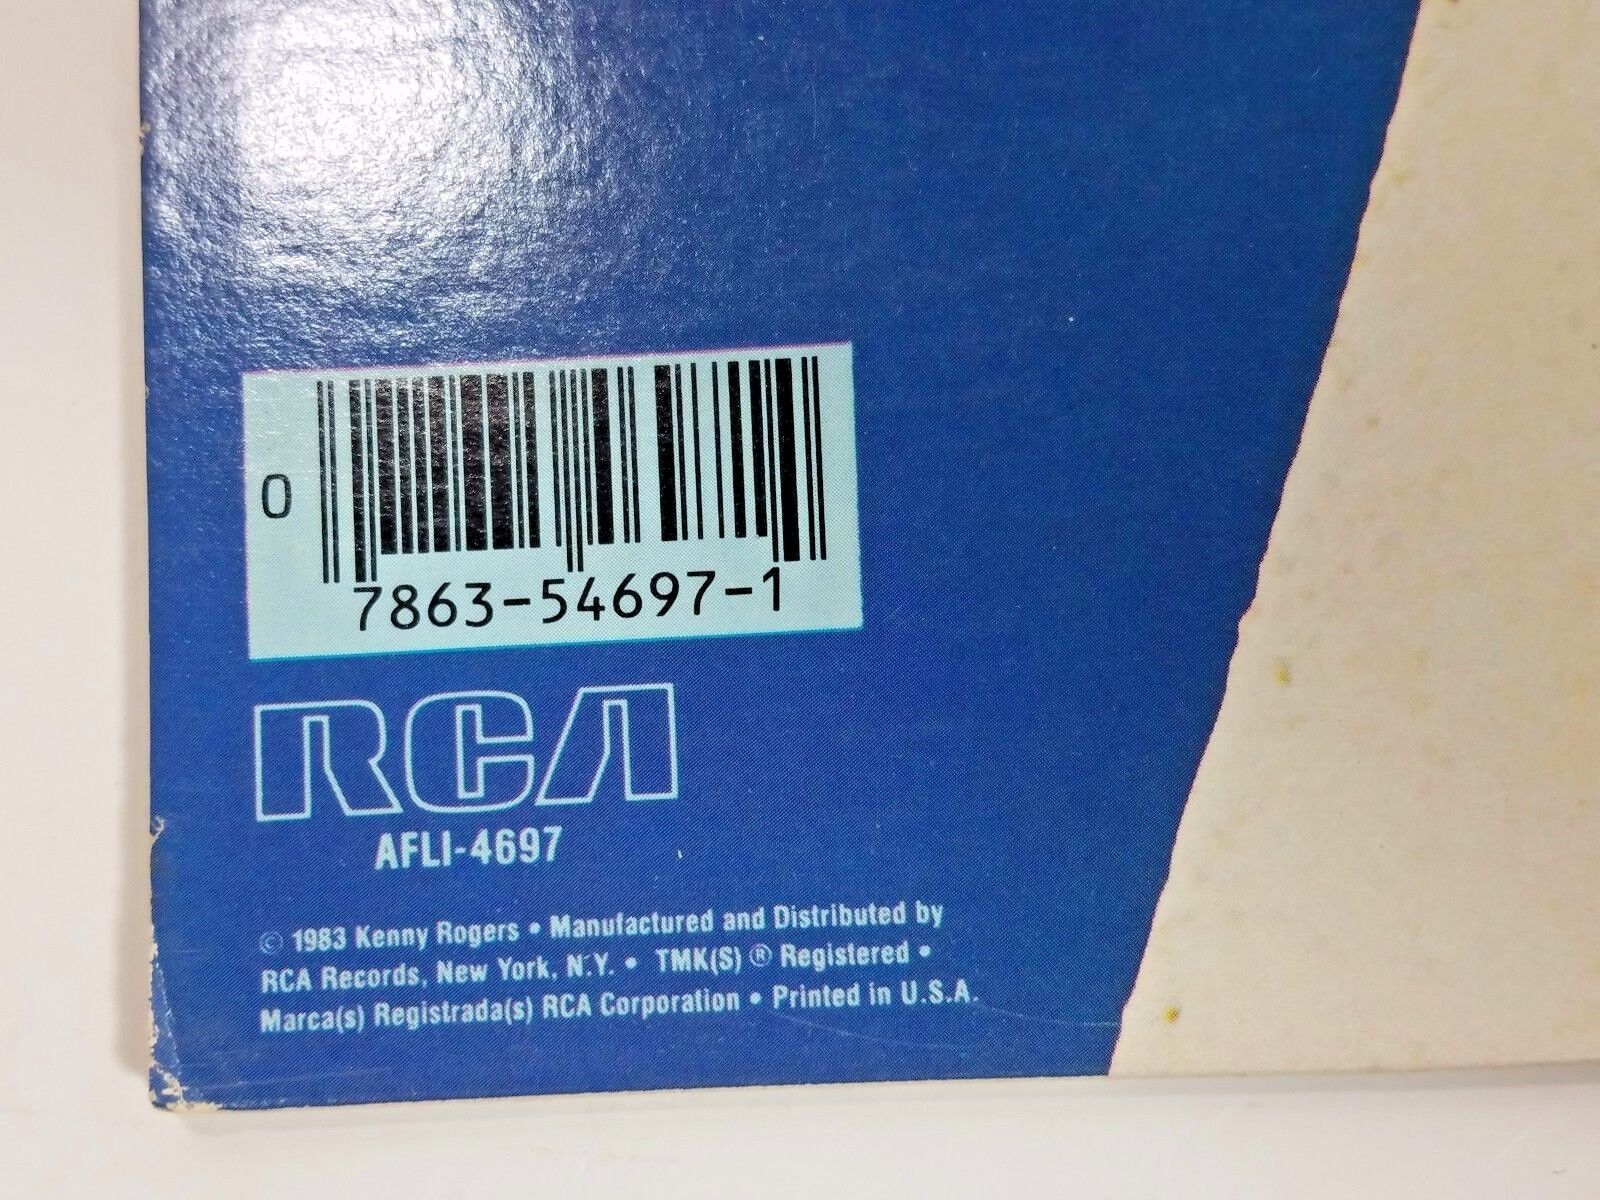 0
7863-54697-1
RCA
AFLI-4697
© 1983 Kenny Rogers • Manufactured and Distributed by
RCA Records, New York, N.Y. • TMK(S) ® Registered •
Marca(s) Registrada(s) RCA Corporation • Printed in U.S.A.